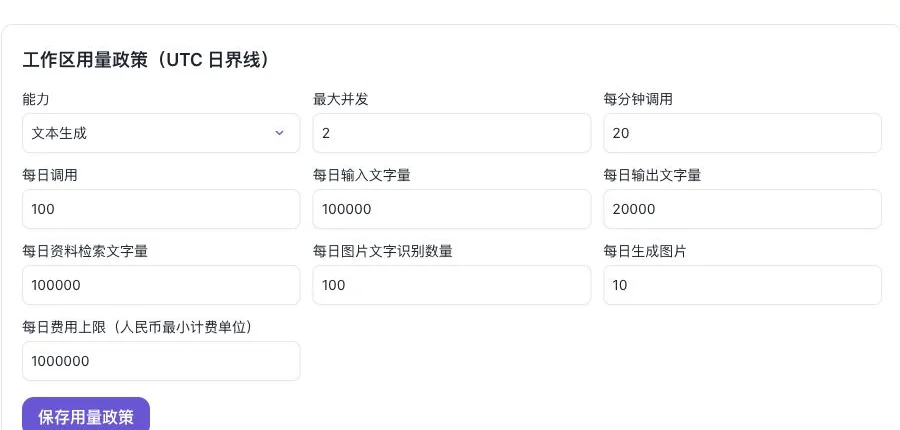 工作区用量政策（UTC 日界线）
能力 最大并发 每分钟调用
文本生成 2 20
每日调用 每日输入文字量 每日输出文字量
100 100000 20000
每日资料检索文字量 每日图片文字识别数量 每日生成图片
100000 100 10
每日费用上限（人民币最小计费单位）
1000000
保存用量政策